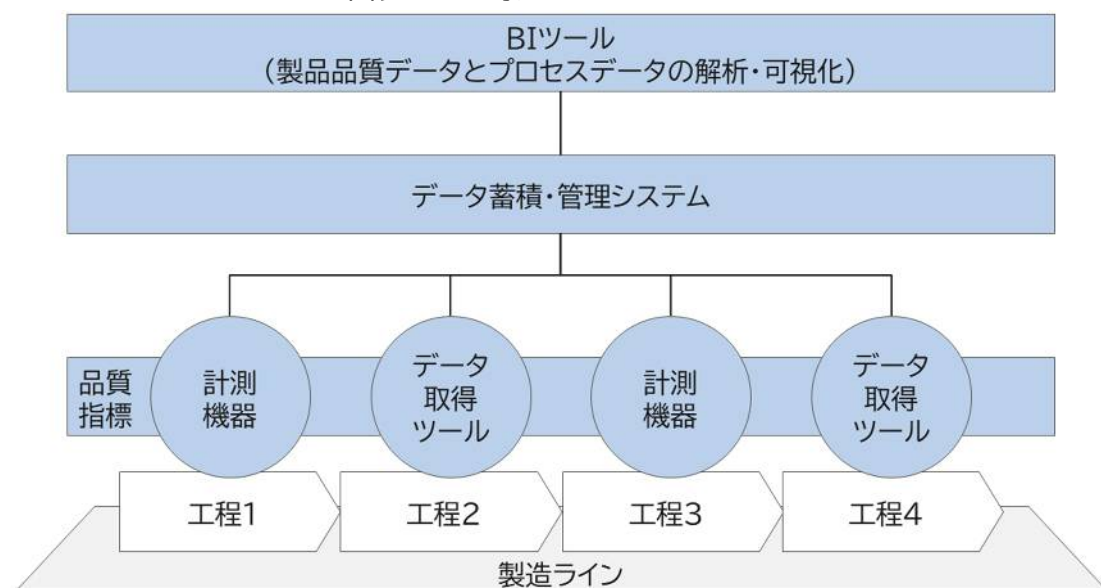 BIツール
（製品品質データとプロセスデータの解析・可視化）
データ蓄積・管理システム
品質
指標
計測
機器
データ
取得
ツール
計測
機器
データ
取得
ツール
工程1
工程2
工程3
工程4
製造ライン